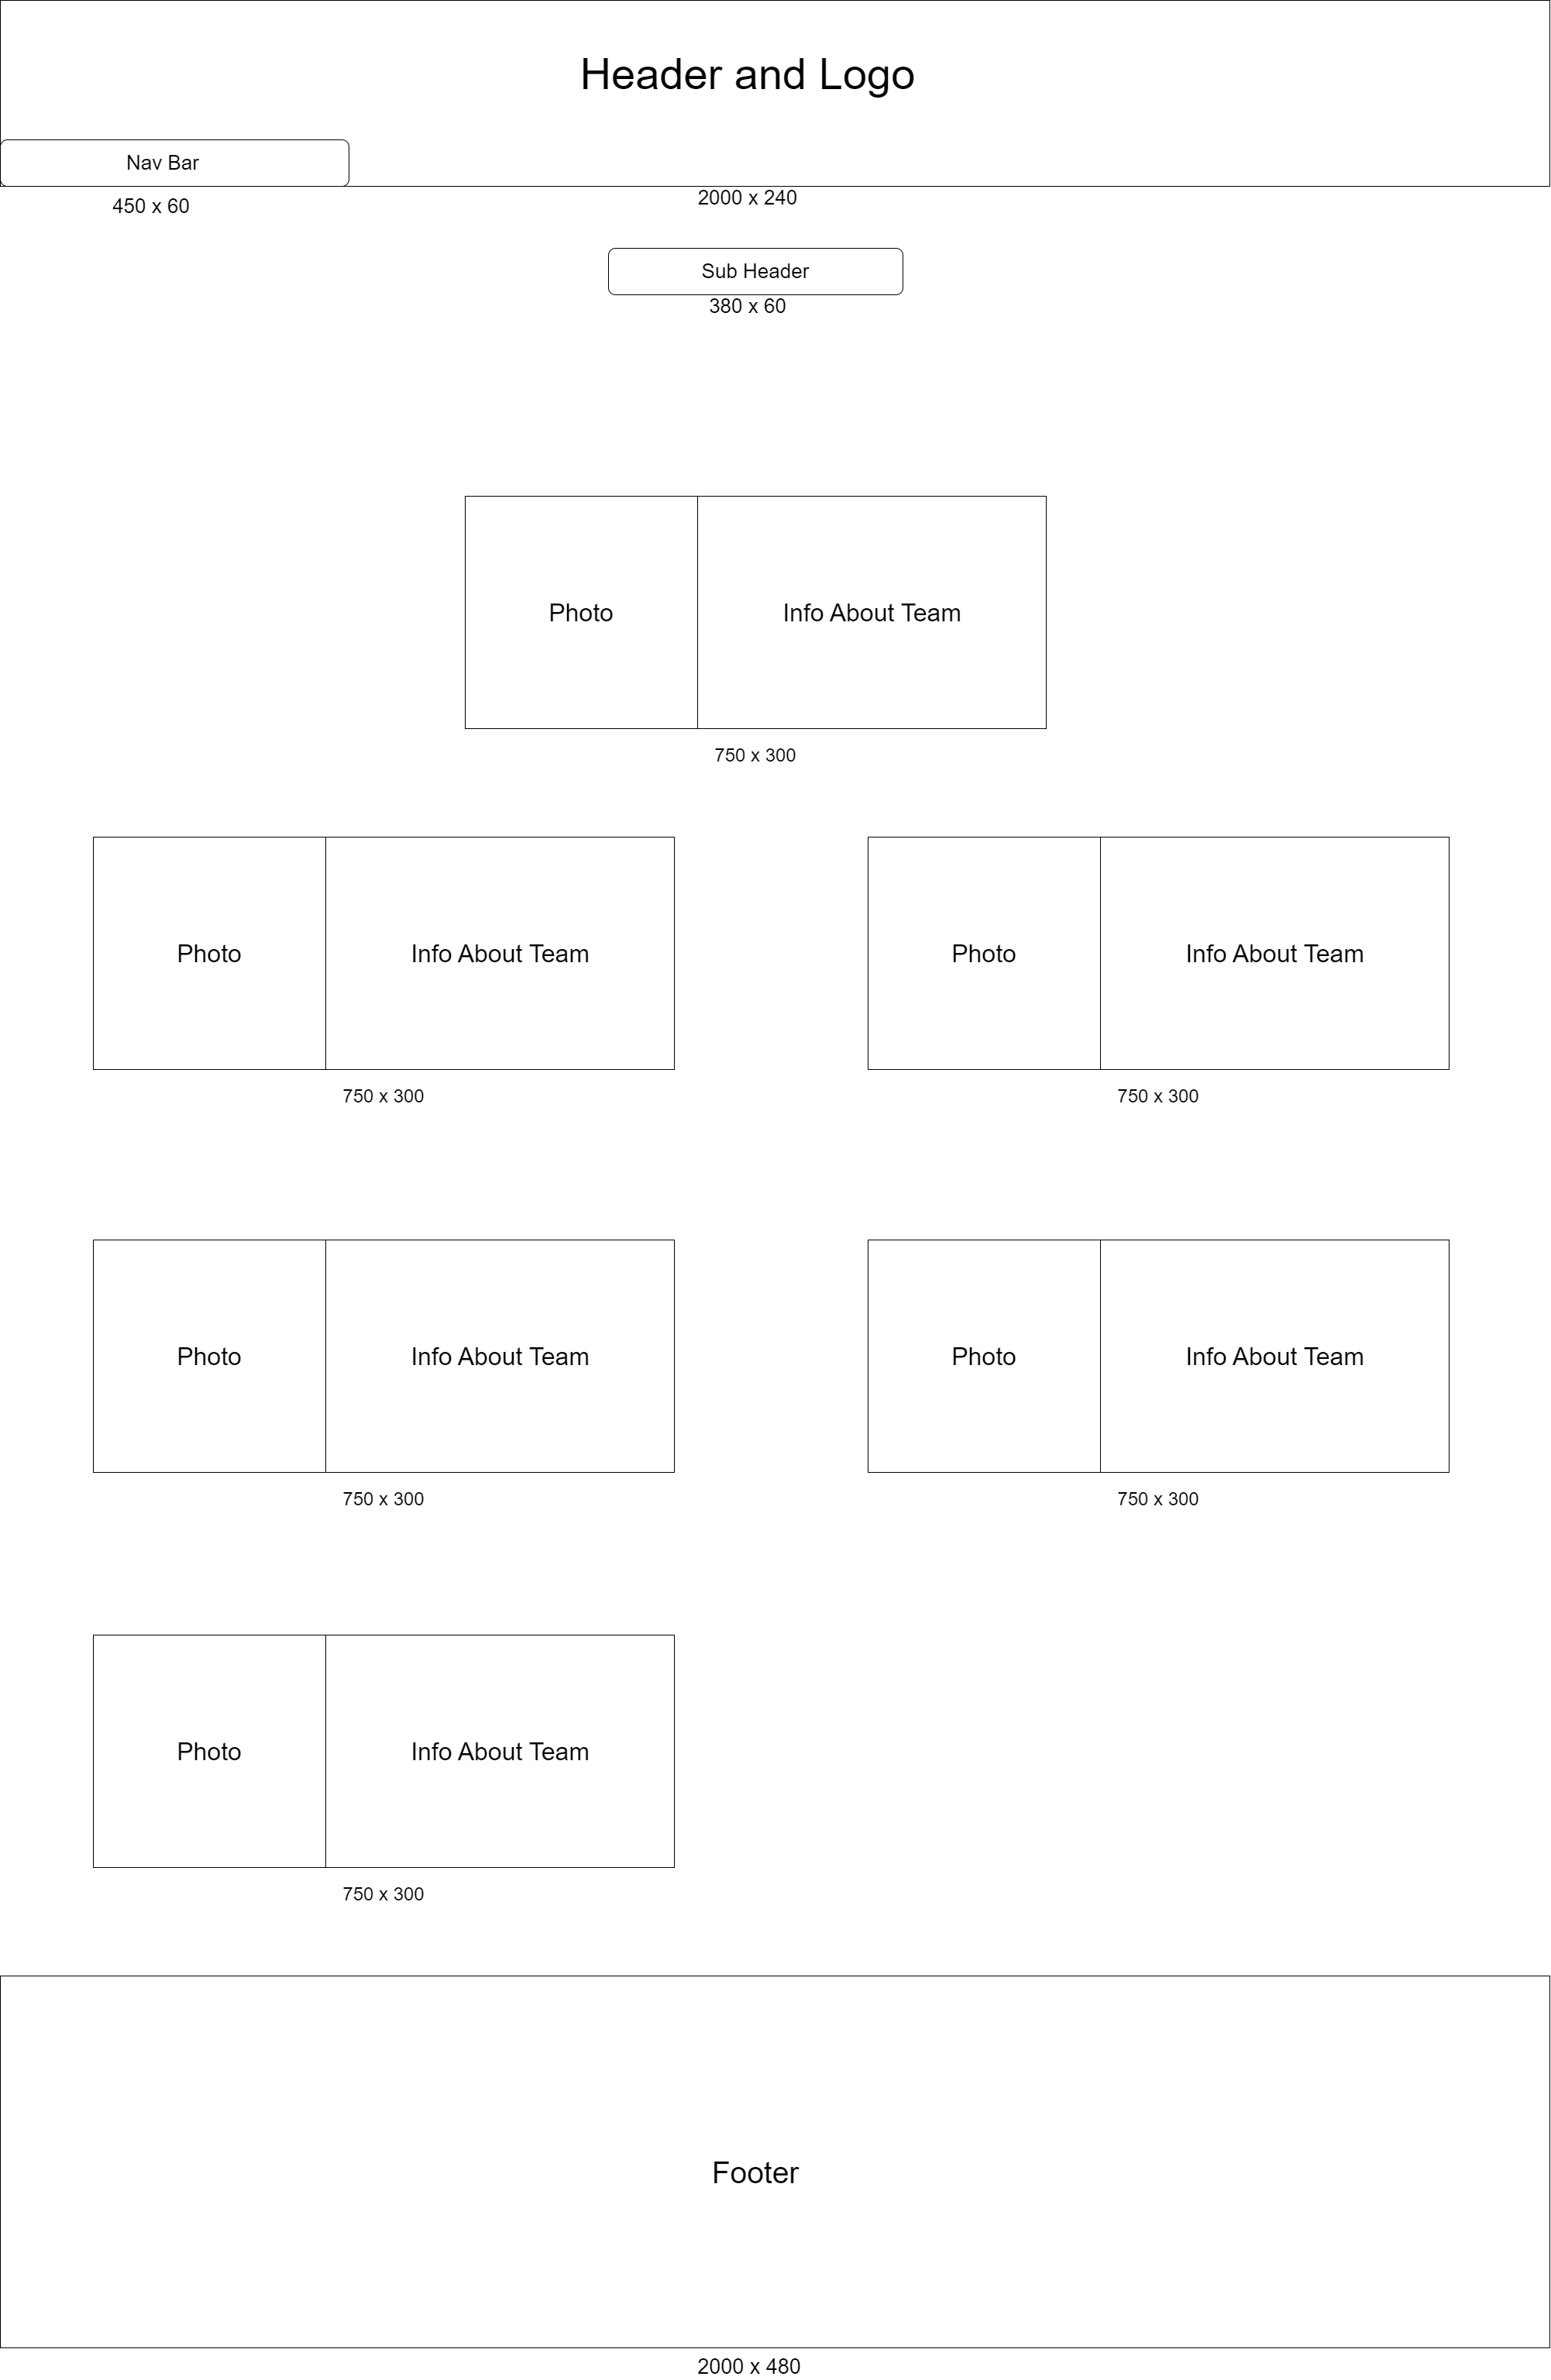 Header and Logo
Nav Bar
2000 x 240
450 x 60
Sub Header
380 x 60
Photo
Info About Team
750 x 300
Photo
Info About Team
Photo
Info About Team
750 x 300
750 x 300
Photo
Info About Team
Photo
Info About Team
750 x 300
750 x 300
Photo
Info About Team
750 x 300
Footer
2000 x 480